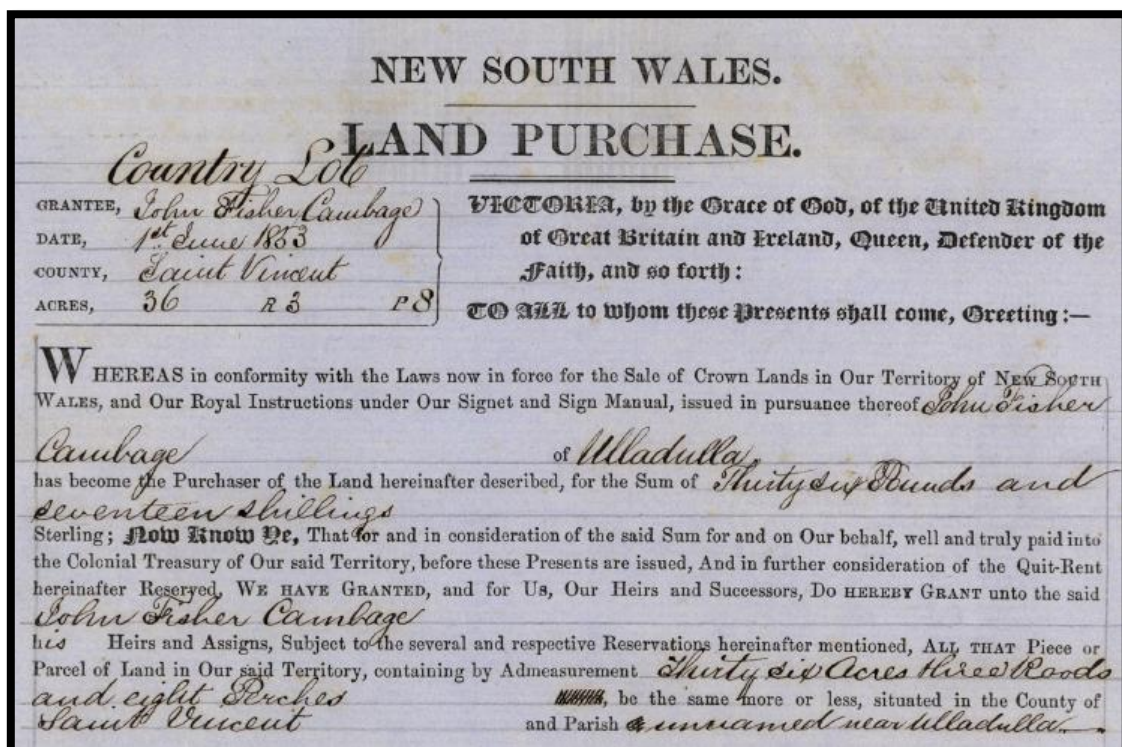 NEW SOUTH WALES.
LAND PURCHASE.
Country Lot
GRANTEE, John Fisher Cambage
DATE, 1st June 1853
COUNTY, Saint Vincent
ACRES, 36 R 3 P 8
VICTORIA, by the Grace of God, of the United Kingdom
of Great Britain and Ireland, Queen, Defender of the
Faith, and so forth:
TO ALL to whom these Presents shall come, Greeting:—
WHEREAS in conformity with the Laws now in force for the Sale of Crown Lands in Our Territory of NEW SOUTH
WALES, and Our Royal Instructions under Our Signet and Sign Manual, issued in pursuance thereof John Fisher
Cambage of Ulladulla
has become the Purchaser of the Land hereinafter described, for the Sum of Thirty six Pounds and
seventeen shillings
Sterling; Now Know Ye, That for and in consideration of the said Sum for and on Our behalf, well and truly paid into
the Colonial Treasury of Our said Territory, before these Presents are issued, And in further consideration of the Quit-Rent
hereinafter Reserved, WE HAVE GRANTED, and for Us, Our Heirs and Successors, DO HEREBY GRANT unto the said
John Fisher Cambage
his Heirs and Assigns, Subject to the several and respective Reservations hereinafter mentioned, ALL THAT Piece or
Parcel of Land in Our said Territory, containing by Admeasurement Thirty six Acres three Roods
and eight Perches , be the same more or less, situated in the County of
Saint Vincent and Parish unnamed near Ulladulla